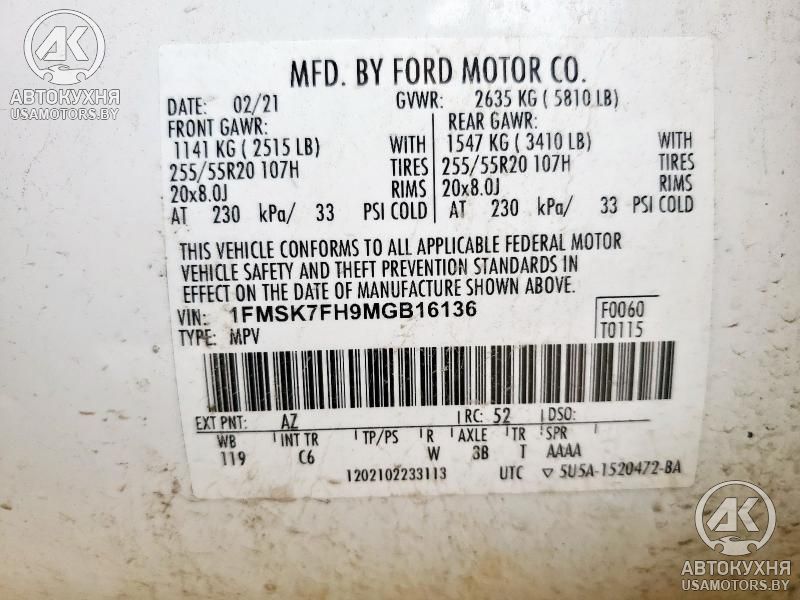 AK
АВТОКУХНЯ
USAMOTORS.BY
MFD. BY FORD MOTOR CO.
DATE: 02/21 GVWR: 2635 KG ( 5810 LB)
FRONT GAWR: REAR GAWR:
1141 KG ( 2515 LB) WITH 1547 KG ( 3410 LB) WITH
255/55R20 107H TIRES 255/55R20 107H TIRES
20x8.0J RIMS 20x8.0J RIMS
AT 230 kPa/ 33 PSI COLD AT 230 kPa/ 33 PSI COLD
THIS VEHICLE CONFORMS TO ALL APPLICABLE FEDERAL MOTOR
VEHICLE SAFETY AND THEFT PREVENTION STANDARDS IN
EFFECT ON THE DATE OF MANUFACTURE SHOWN ABOVE.
VIN: 1FMSK7FH9MGB16136 F0060
TYPE: MPV T0115
EXT PNT: AZ RC: 52 DSO:
WB INT TR TP/PS R AXLE TR SPR
119 C6 W 3B T AAAA
1202102233113 UTC ▽ 5U5A-1520472-BA
AK
АВТОКУХНЯ
USAMOTORS.BY